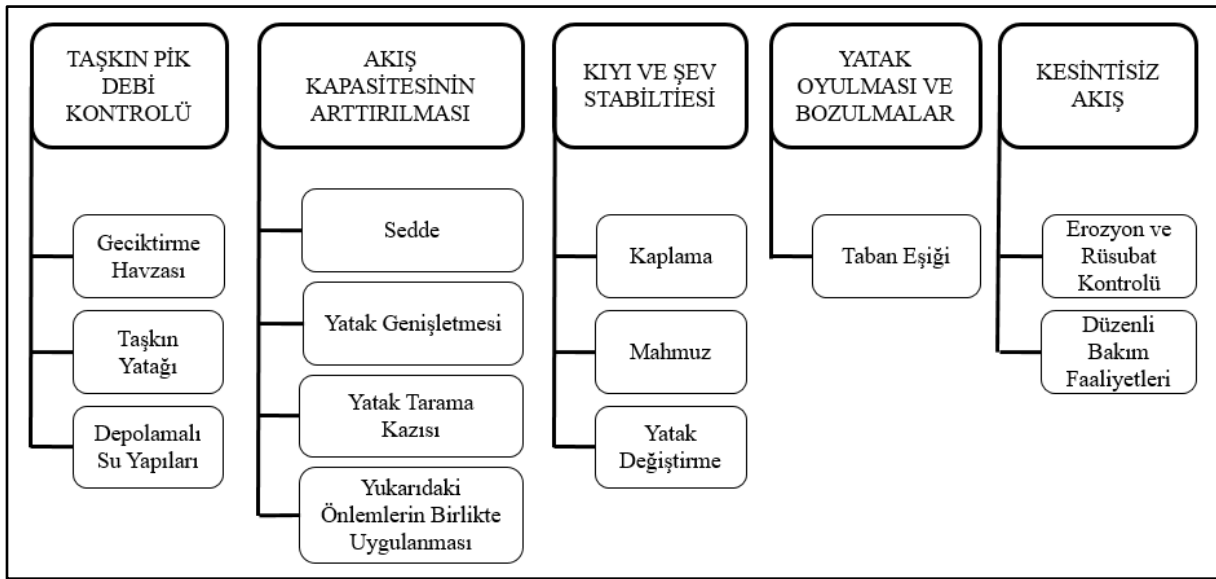 TAŞKIN PİK
DEBİ
KONTROLÜ
Geciktirme
Havzası
Taşkın
Yatağı
Depolamalı
Su Yapıları
AKIŞ
KAPASİTESİNİN
ARTTIRILMASI
Sedde
Yatak Genişletmesi
Yatak Tarama
Kazısı
Yukarıdaki
Önlemlerin Birlikte
Uygulanması
KIYI VE ŞEV
STABİLTİESİ
Kaplama
Mahmuz
Yatak
Değiştirme
YATAK
OYULMASI VE
BOZULMALAR
Taban Eşiği
KESİNTİSİZ
AKIŞ
Erozyon ve
Rüsubat
Kontrolü
Düzenli
Bakım
Faaliyetleri